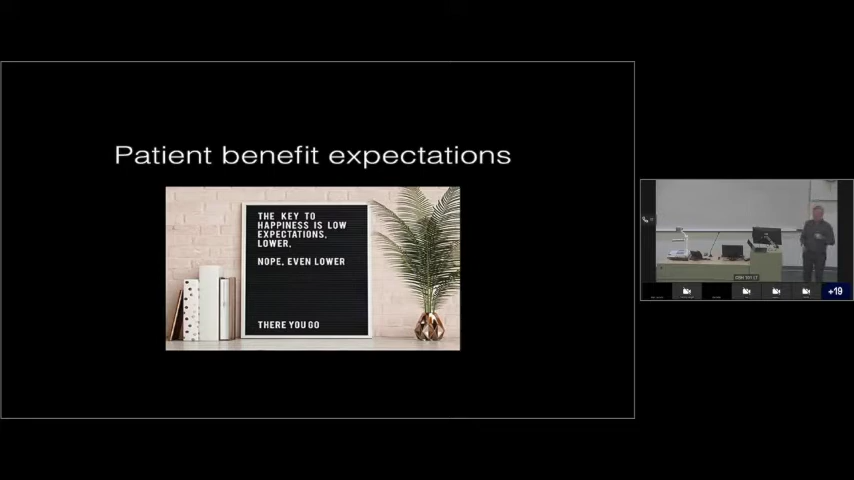 Patient benefit expectations
THE KEY TO
HAPPINESS IS LOW
EXPECTATIONS.
LOWER,
NOPE, EVEN LOWER
THERE YOU GO
+19